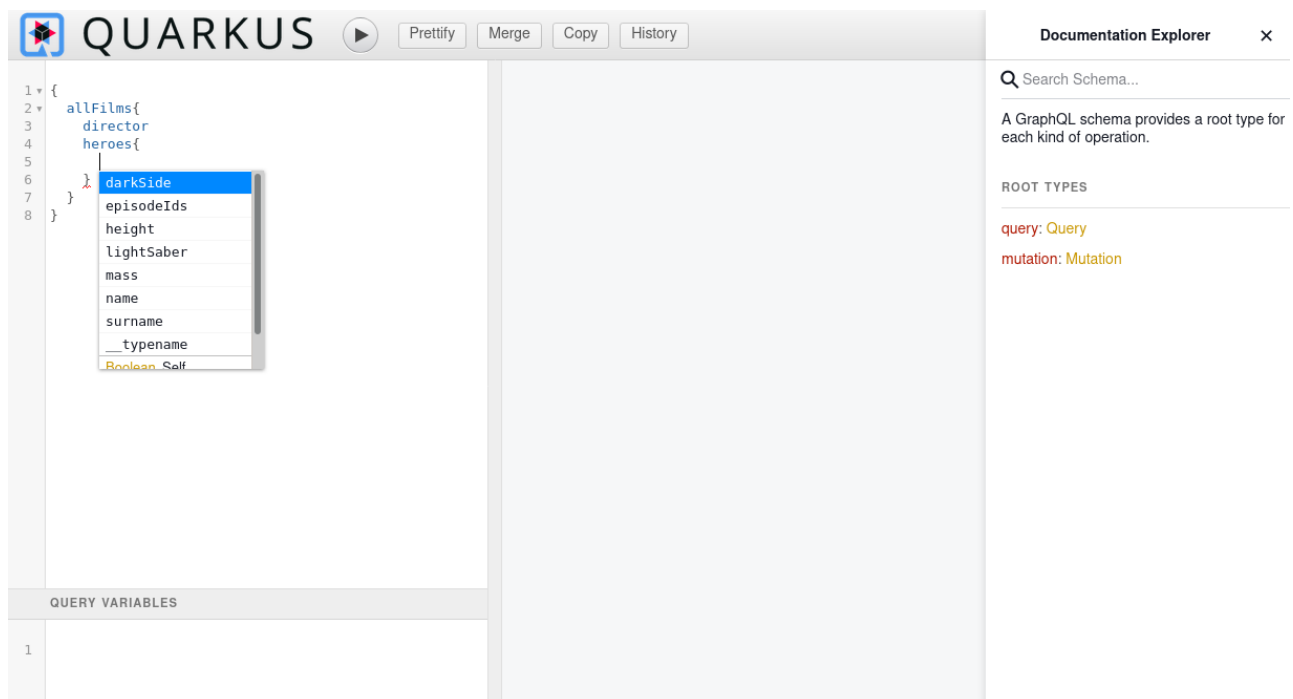 QUARKUS
Prettify Merge Copy History
1 {
2 allFilms{
3 director
4 heroes{
5
6 }
7 }
8 }
darkSide
episodeIds
height
lightSaber
mass
name
surname
__typename
Boolean Self
QUERY VARIABLES
1
Documentation Explorer ✕
Search Schema...
A GraphQL schema provides a root type for
each kind of operation.
ROOT TYPES
query: Query
mutation: Mutation